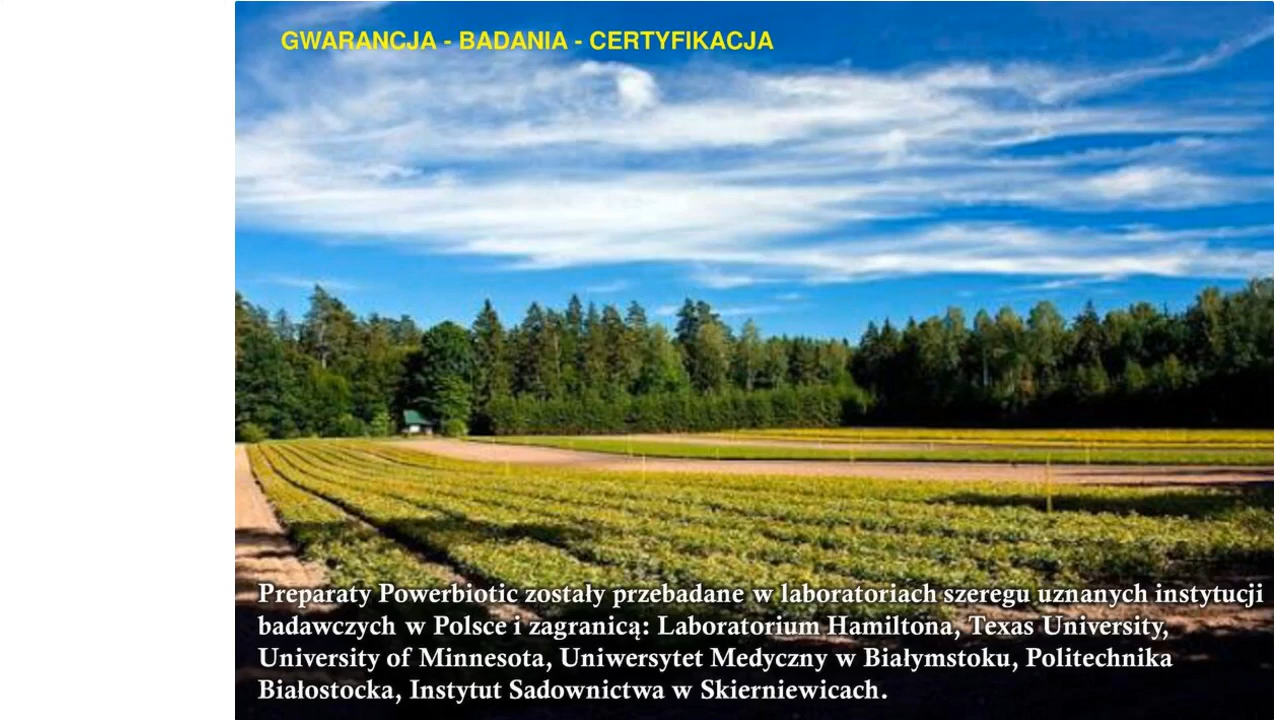 GWARANCJA - BADANIA - CERTYFIKACJA
Preparaty Powerbiotic zostały przebadane w laboratoriach szeregu uznanych instytucji
badawczych w Polsce i zagranicą: Laboratorium Hamiltona, Texas University,
University of Minnesota, Uniwersytet Medyczny w Białymstoku, Politechnika
Białostocka, Instytut Sadownictwa w Skierniewicach.